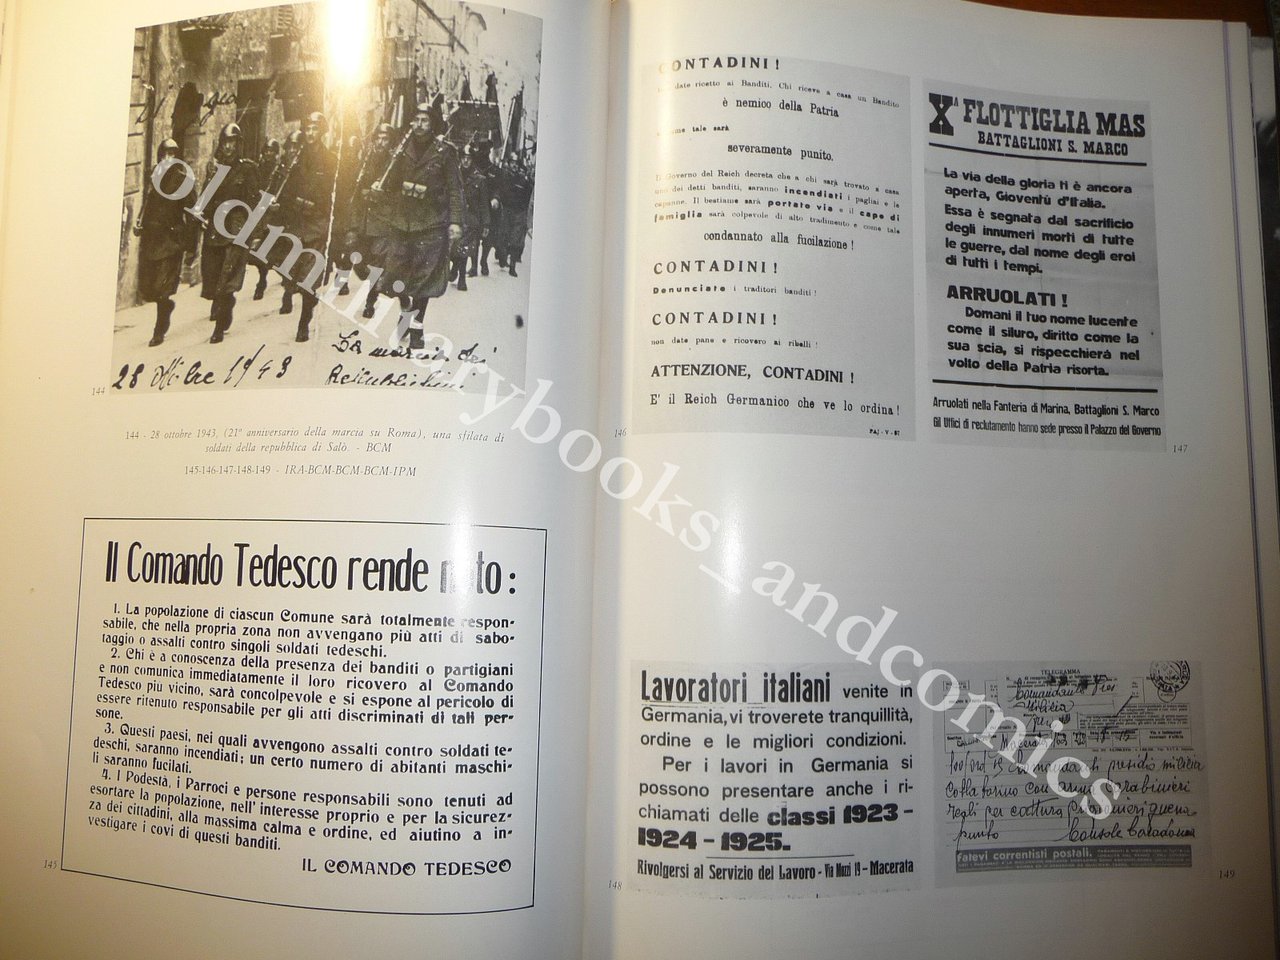 28 Ottobre 1943
La marcia dei
Repubblichini
144
144 - 28 ottobre 1943, (21° anniversario della marcia su Roma), una sfilata di
soldati della repubblica di Salò. - BCM
145-146-147-148-149 - IRA-BCM-BCM-BCM-IPM
Il Comando Tedesco rende noto:
1. La popolazione di ciascun Comune sarà totalmente respon-
sabile, che nella propria zona non avvengano più atti di sabo-
taggio o assalti contro singoli soldati tedeschi.
2. Chi è a conoscenza della presenza dei banditi o partigiani
e non comunica immediatamente il loro ricovero al Comando
Tedesco più vicino, sarà concolpevole e si espone al pericolo di
essere ritenuto responsabile per gli atti discriminati di tali per-
sone.
3. Questi paesi, nei quali avvengono assalti contro soldati te-
deschi, saranno incendiati; un certo numero di abitanti maschi-
li saranno fucilati.
4. I Podestà, i Parroci e persone responsabili sono tenuti ad
esortare la popolazione, nell' interesse proprio e per la sicurez-
za dei cittadini, alla massima calma e ordine, ed aiutino a in-
vestigare i covi di questi banditi.
IL COMANDO TEDESCO
145
CONTADINI!
date ricetto ai Banditi. Chi riceve a casa un Bandito
è nemico della Patria
come tale sarà
severamente punito.
Il Governo del Reich decreta che a chi sarà trovato a casa
uno dei detti banditi, saranno incendiati i pagliai e le
capanne. Il bestiame sarà portato via e il capo di
famiglia sarà colpevole di alto tradimento e come tale
condannato alla fucilazione!
CONTADINI!
Denunciate i traditori banditi!
CONTADINI!
non date pane e ricovero ai ribelli!
ATTENZIONE, CONTADINI!
E' il Reich Germanico che ve lo ordina!
146
Xª FLOTTIGLIA MAS
BATTAGLIONI S. MARCO
La via della gloria ti è ancora
aperta, Gioventù d'Italia.
Essa è segnata dal sacrificio
degli innumeri morti di tutte
le guerre, dal nome degli eroi
di tutti i tempi.
ARRUOLATI!
Domani il tuo nome lucente
come il siluro, diritto come la
sua scia, si rispecchierà nel
volto della Patria risorta.
Arruolati nella Fanteria di Marina, Battaglioni S. Marco
Gli Uffici di reclutamento hanno sede presso il Palazzo del Governo
147
Lavoratori italiani venite in
Germania, vi troverete tranquillità,
ordine e le migliori condizioni.
Per i lavori in Germania si
possono presentare anche i ri-
chiamati delle classi 1923 -
1924 - 1925.
Rivolgersi al Servizio del Lavoro - Via Mozzi 19 - Macerata
148
TELEGRAMMA
Macerata
Comando di presidio milizia
carabinieri
reali per cattura prigionieri
punto Console
fatevi correntisti postali.
149
oldmilitarybooks_andcomics